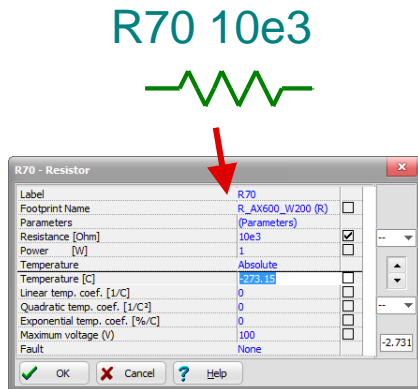 R70 10e3
R70 - Resistor
Label R70
Footprint Name R_AX600_W200 (R)
Parameters (Parameters)
Resistance [Ohm] 10e3 --
Power [W] 1
Temperature Absolute
Temperature [C] -273.15
Linear temp. coef. [1/C] 0
Quadratic temp. coef. [1/C²] 0 --
Exponential temp. coef. [%/C] 0
Maximum voltage (V) 100
Fault None -2.731
OK Cancel ? Help